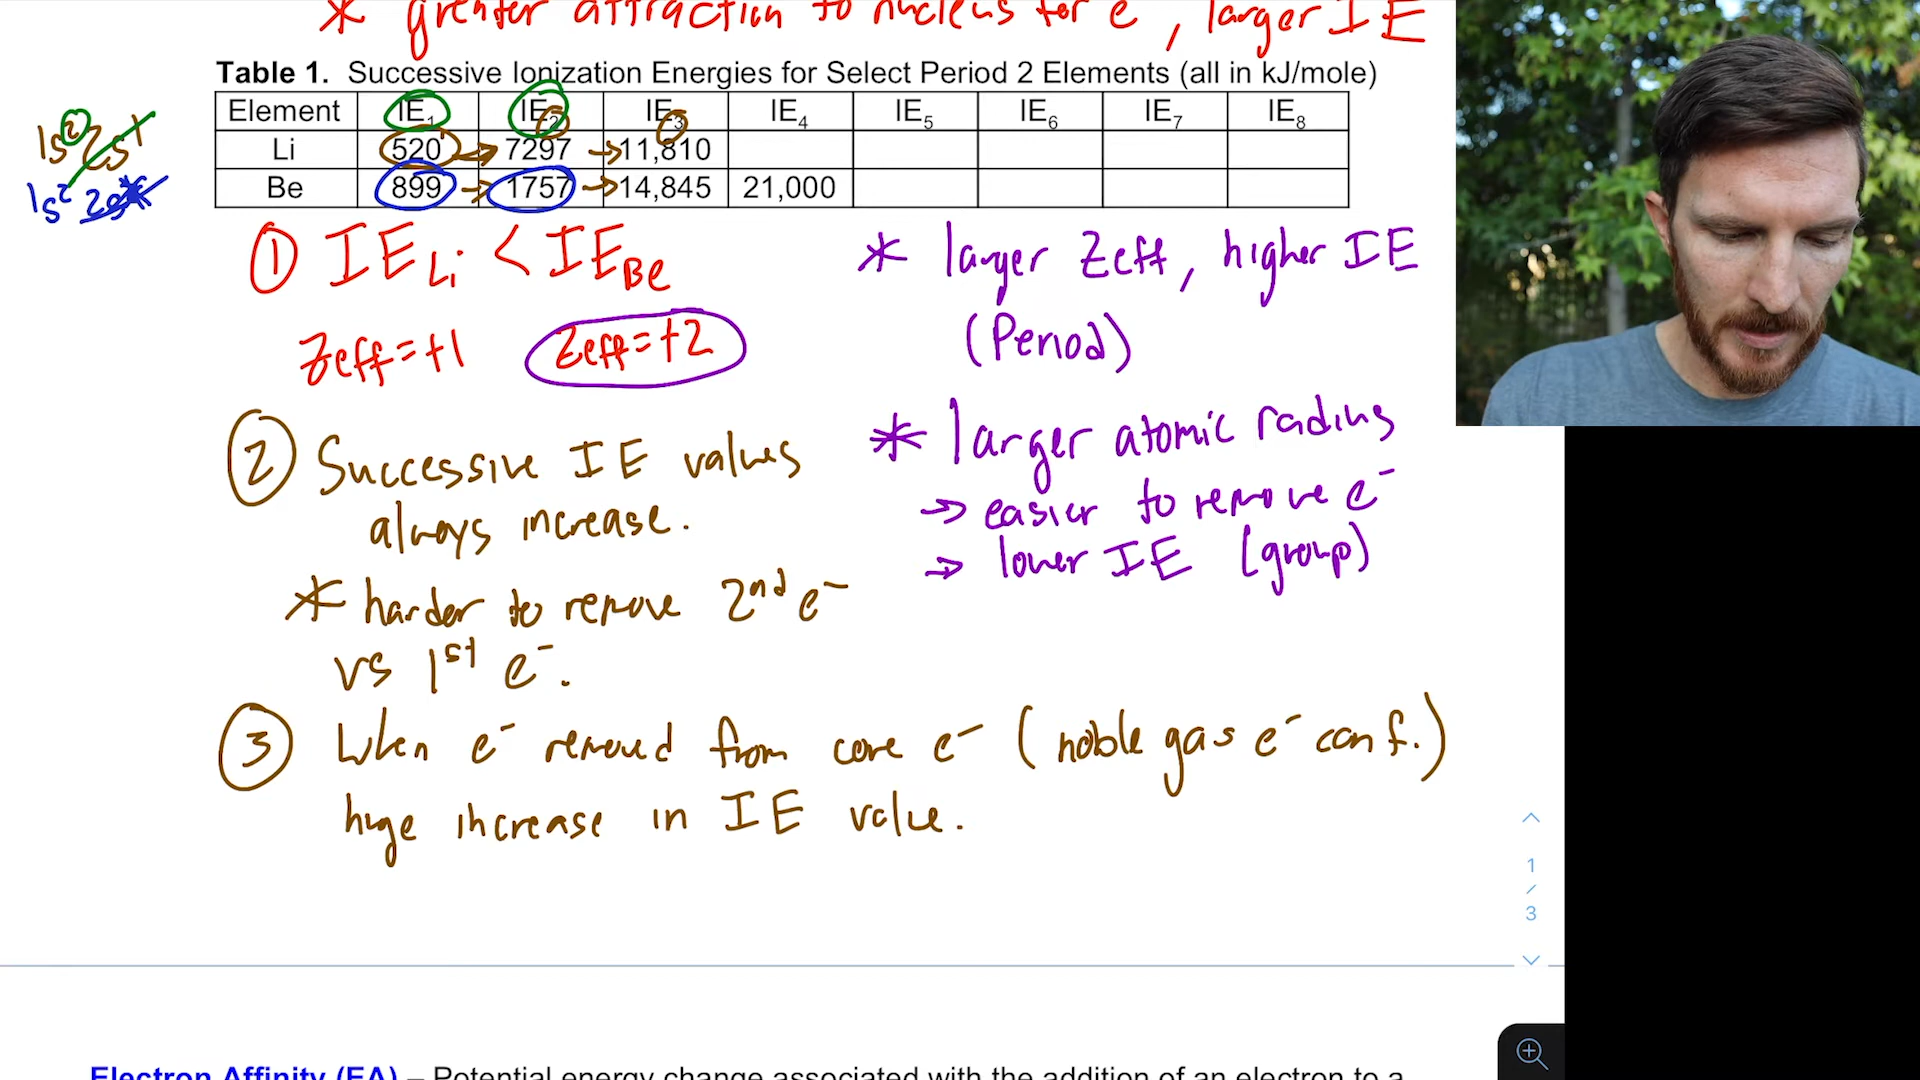 * greater attraction to nucleus for e⁻, larger IE
Table 1. Successive Ionization Energies for Select Period 2 Elements (all in kJ/mole)
Element IE₁ IE₂ IE₃ IE₄ IE₅ IE₆ IE₇ IE₈
1s² 2s¹
Li 520 → 7297 → 11,810
1s² 2s
Be 899 → 1757 → 14,845 21,000
① IE Li < IE Be
Zeff = +1 Zeff = +2
* larger Zeff, higher IE
(Period)
② Successive IE values
always increase.
* harder to remove 2nd e⁻
vs 1st e⁻.
* larger atomic radius
→ easier to remove e⁻
→ lower IE (group)
③ When e⁻ removed from core e⁻ (noble gas e⁻ conf.)
huge increase in IE value.
1
/
3
Electron Affinity (EA) – Potential energy change associated with the addition of an electron to a